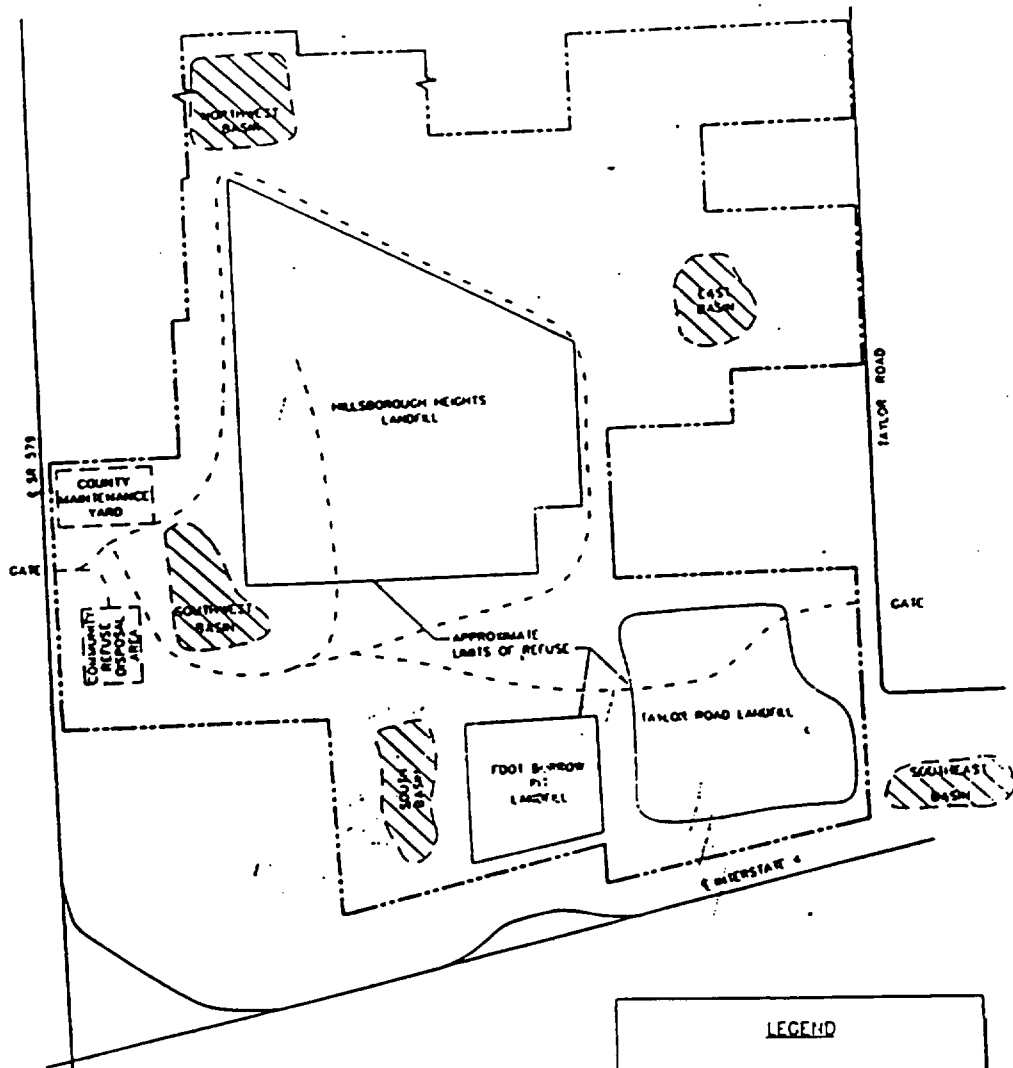 NORTHWEST
BASIN
EAST
BASIN
TAYLOR ROAD
HILLSBOROUGH HEIGHTS
LANDFILL
℄ SR 579
COUNTY
MAINTENANCE
YARD
GATE
SOUTHWEST
BASIN
COMMUNITY
REFUSE
DISPOSAL
AREA
APPROXIMATE
LIMITS OF REFUSE
GATE
TAYLOR ROAD LANDFILL
FDOT BORROW
PIT
LANDFILL
SOUTH
BASIN
SOUTHEAST
BASIN
℄ INTERSTATE 4
LEGEND